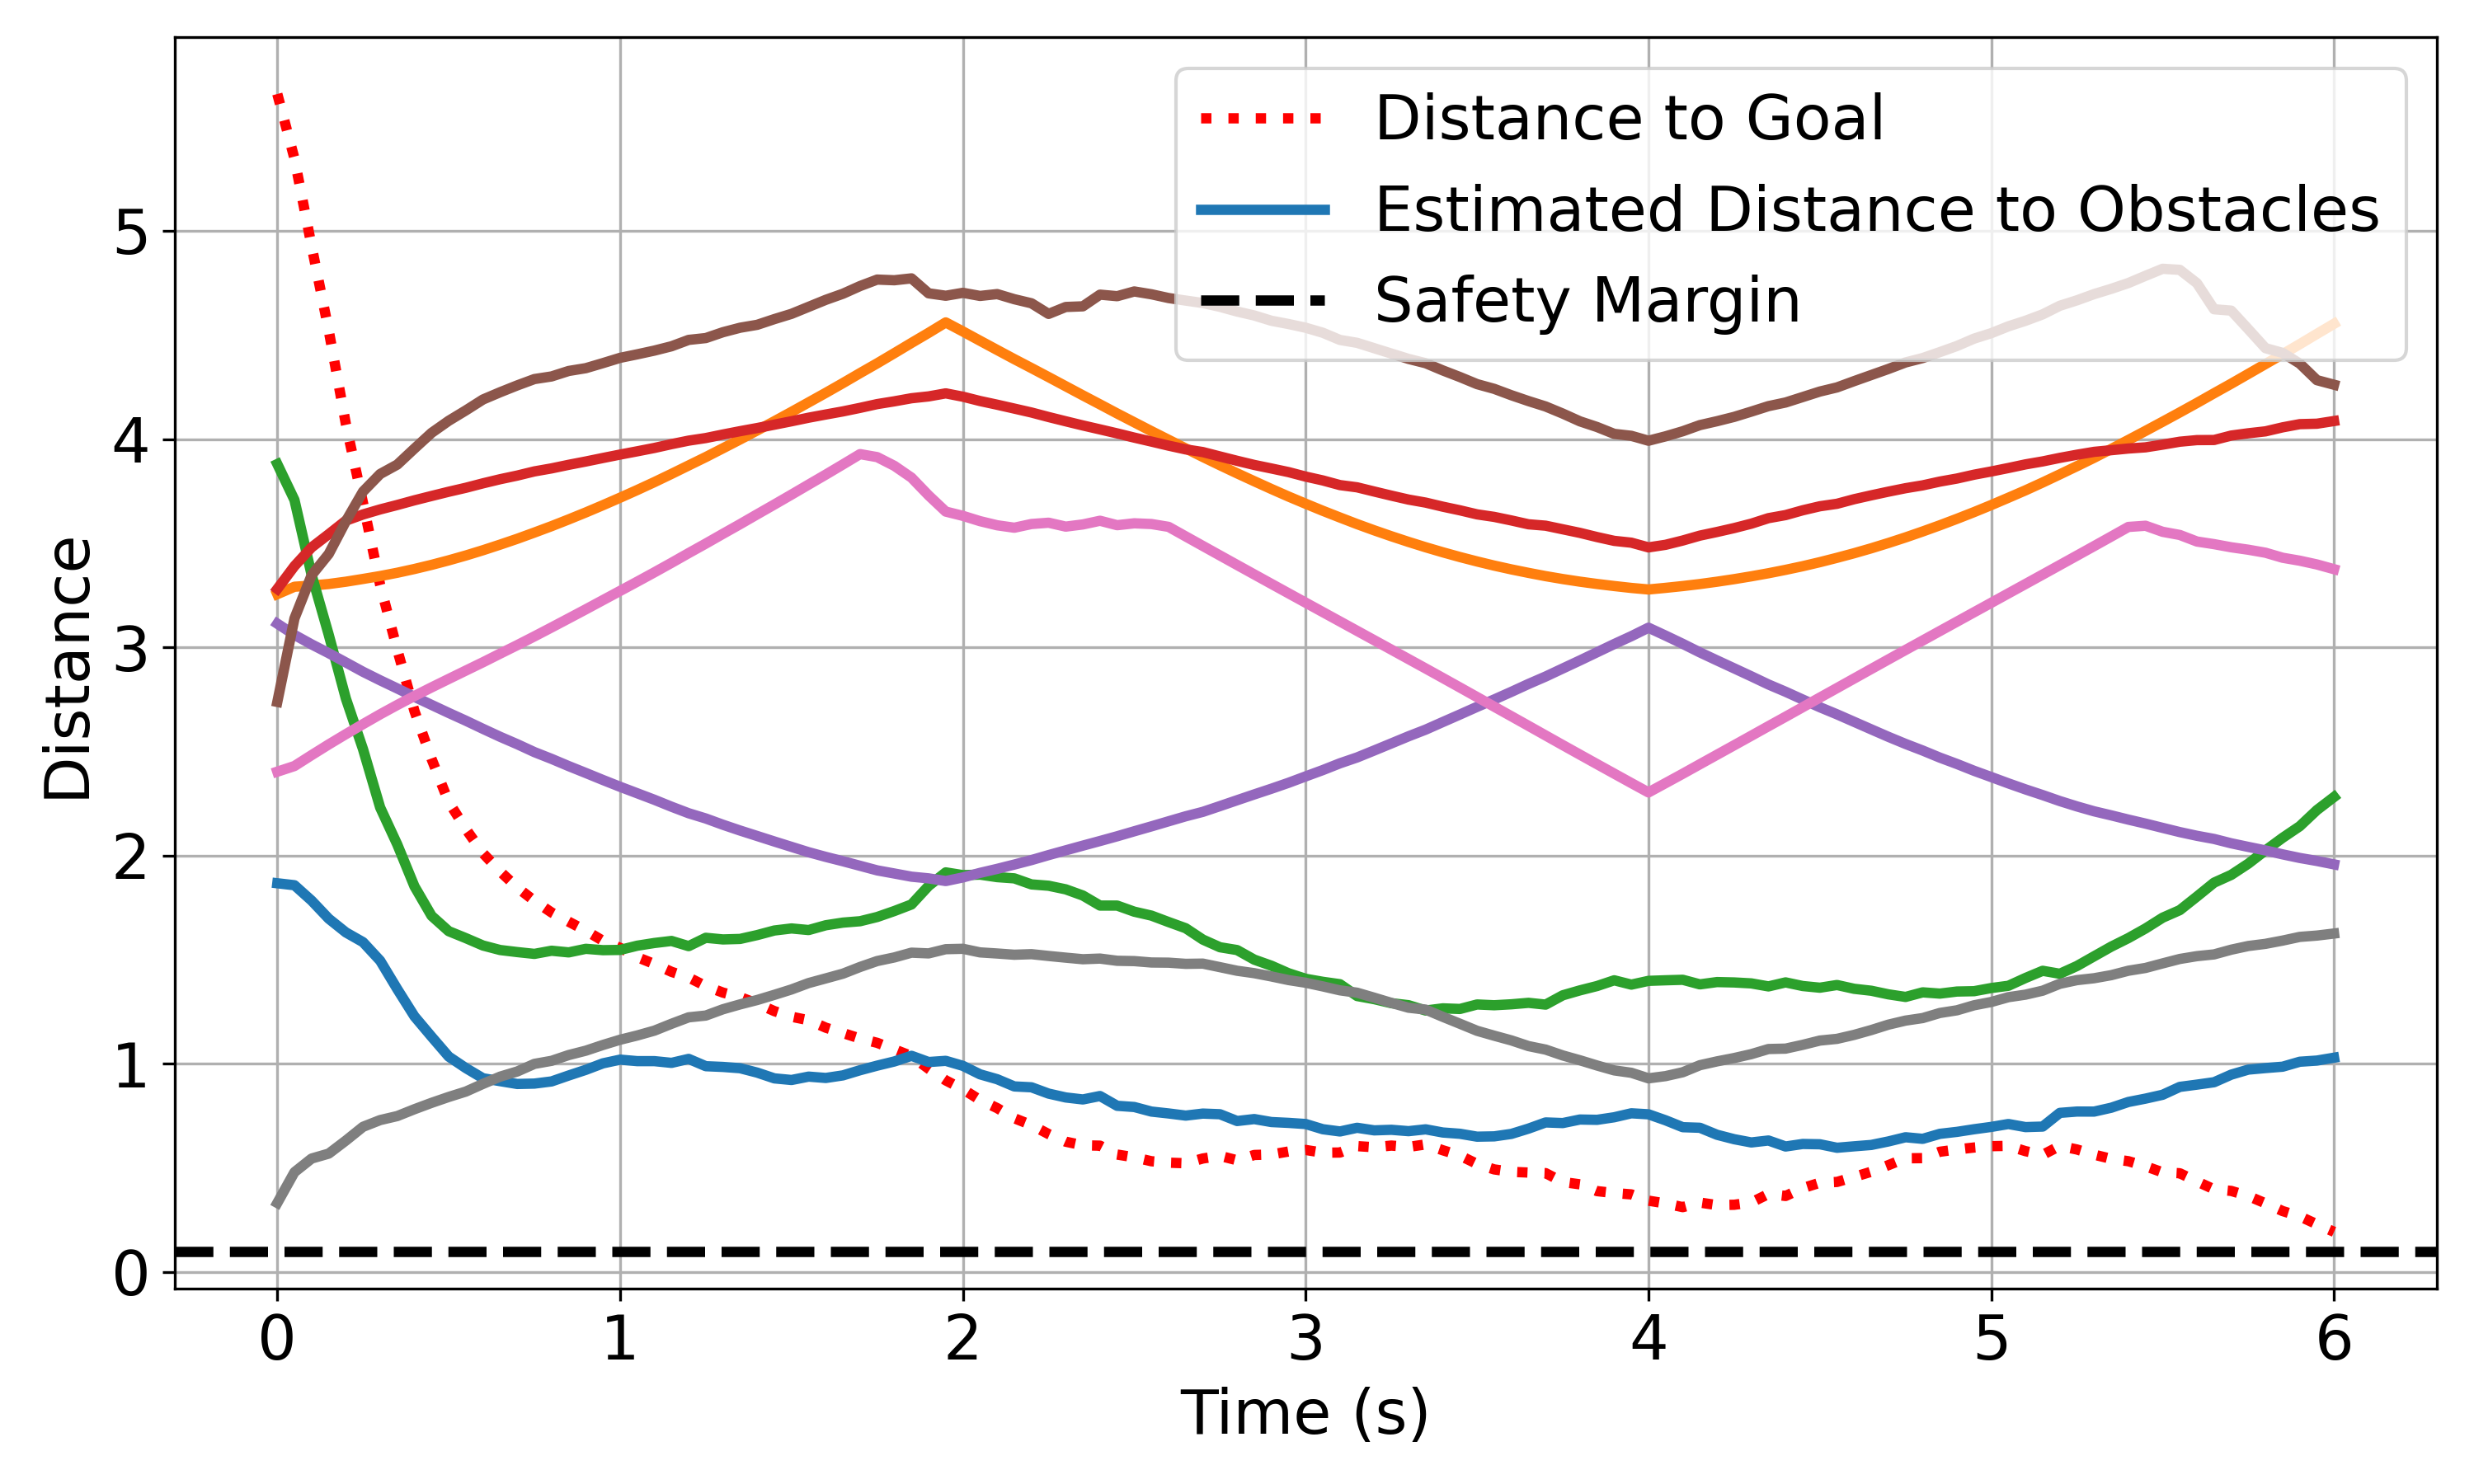 Distance to Goal
Estimated Distance to Obstacles
Safety Margin
Distance
5
4
3
2
1
0
0 1 2 3 4 5 6
Time (s)